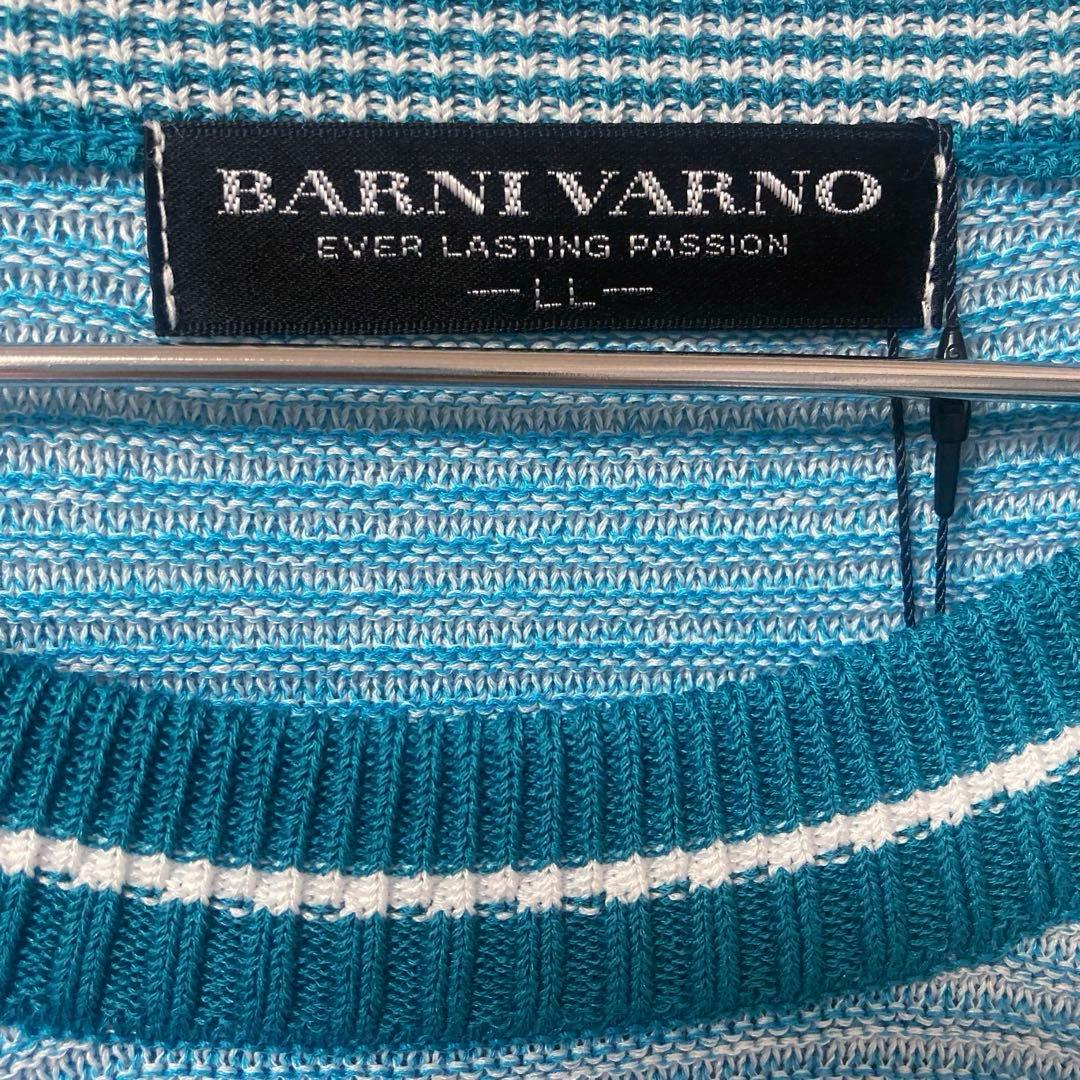 BARNI VARNO
EVER LASTING PASSION
— LL —